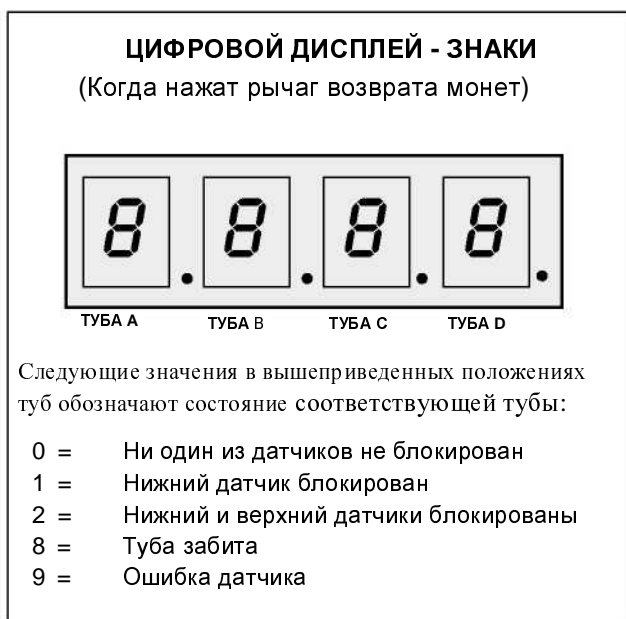 ЦИФРОВОЙ ДИСПЛЕЙ - ЗНАКИ
(Когда нажат рычаг возврата монет)
8.8.8.8.
ТУБА A ТУБА B ТУБА C ТУБА D
Следующие значения в вышеприведенных положениях
туб обозначают состояние соответствующей тубы:
0 = Ни один из датчиков не блокирован
1 = Нижний датчик блокирован
2 = Нижний и верхний датчики блокированы
8 = Туба забита
9 = Ошибка датчика